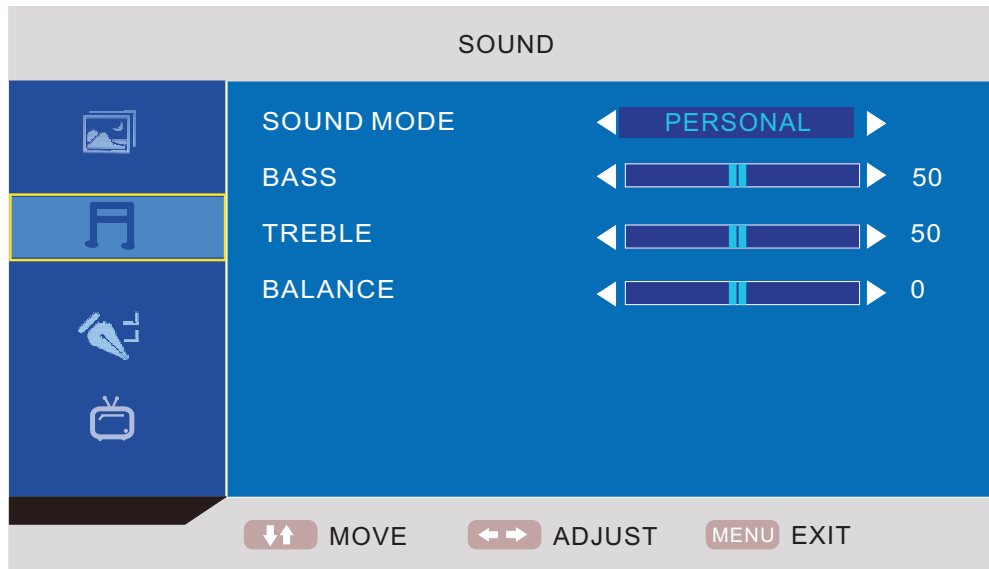 SOUND
SOUND MODE PERSONAL
BASS 50
TREBLE 50
BALANCE 0
MOVE ADJUST MENU EXIT